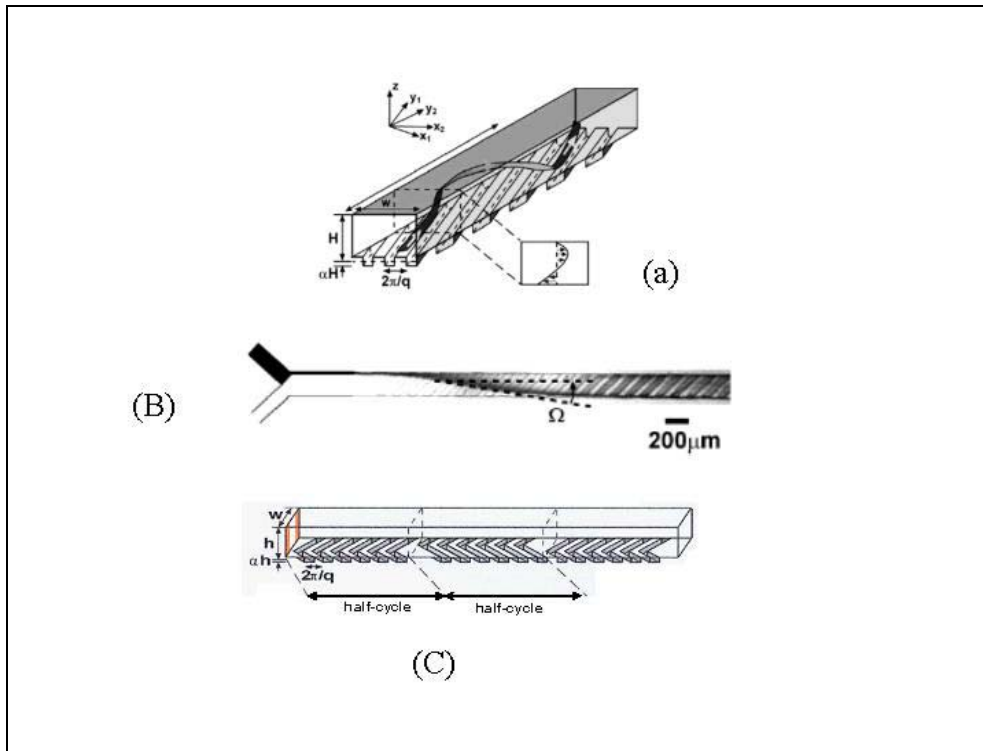 z
y₁
y₂
x₂
x₁
w
H
αH
2π/q
(a)
(B)
Ω
200μm
w
h
αh
2π/q
half-cycle half-cycle
(C)